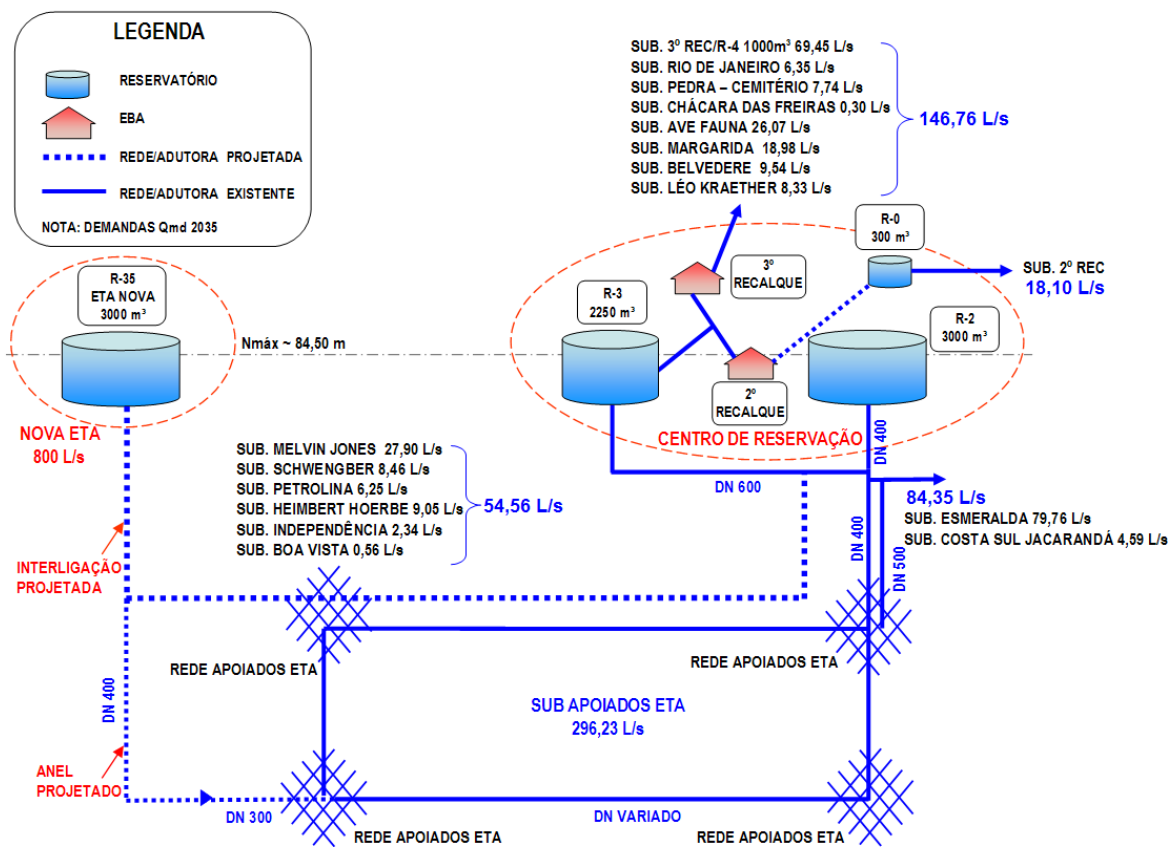 LEGENDA
RESERVATÓRIO
EBA
REDE/ADUTORA PROJETADA
REDE/ADUTORA EXISTENTE
NOTA: DEMANDAS Qmd 2035
SUB. 3º REC/R-4 1000m³ 69,45 L/s
SUB. RIO DE JANEIRO 6,35 L/s
SUB. PEDRA – CEMITÉRIO 7,74 L/s
SUB. CHÁCARA DAS FREIRAS 0,30 L/s
SUB. AVE FAUNA 26,07 L/s
SUB. MARGARIDA 18,98 L/s
SUB. BELVEDERE 9,54 L/s
SUB. LÉO KRAETHER 8,33 L/s
146,76 L/s
R-35
ETA NOVA
3000 m³
Nmáx ~ 84,50 m
R-3
2250 m³
3º
RECALQUE
R-0
300 m³
SUB. 2º REC
18,10 L/s
R-2
3000 m³
2º
RECALQUE
NOVA ETA
800 L/s
CENTRO DE RESERVAÇÃO
DN 400
SUB. MELVIN JONES 27,90 L/s
SUB. SCHWENGBER 8,46 L/s
SUB. PETROLINA 6,25 L/s
SUB. HEIMBERT HOERBE 9,05 L/s
SUB. INDEPENDÊNCIA 2,34 L/s
SUB. BOA VISTA 0,56 L/s
54,56 L/s
DN 600
84,35 L/s
SUB. ESMERALDA 79,76 L/s
SUB. COSTA SUL JACARANDÁ 4,59 L/s
DN 400
DN 500
INTERLIGAÇÃO
PROJETADA
REDE APOIADOS ETA
REDE APOIADOS ETA
DN 400
SUB APOIADOS ETA
296,23 L/s
ANEL
PROJETADO
DN 300
DN VARIADO
REDE APOIADOS ETA
REDE APOIADOS ETA